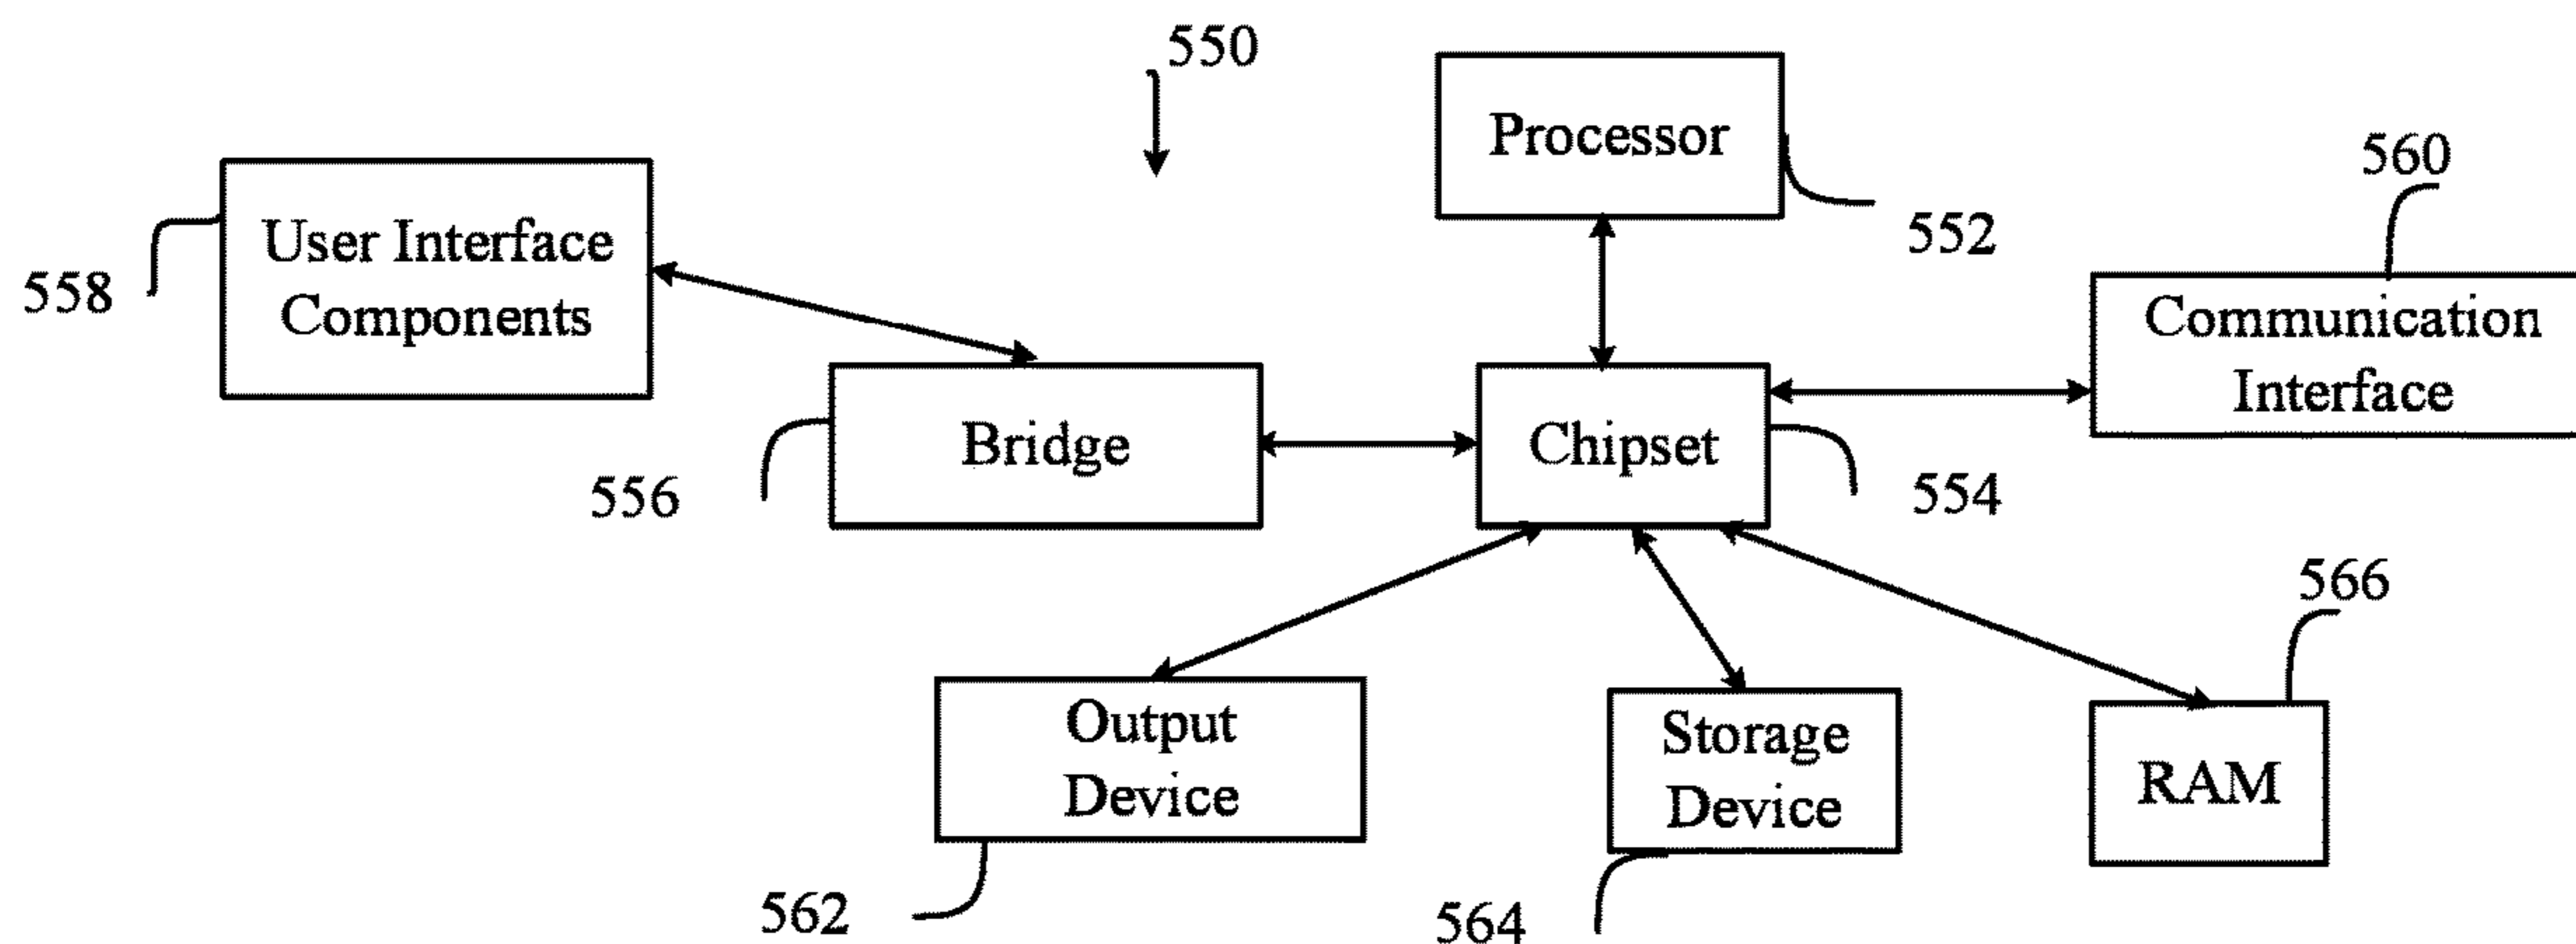 550
Processor
560
User Interface
Components
552
558
Communication
Interface
Bridge
Chipset
556
554
566
Output
Device
Storage
Device
RAM
562
564